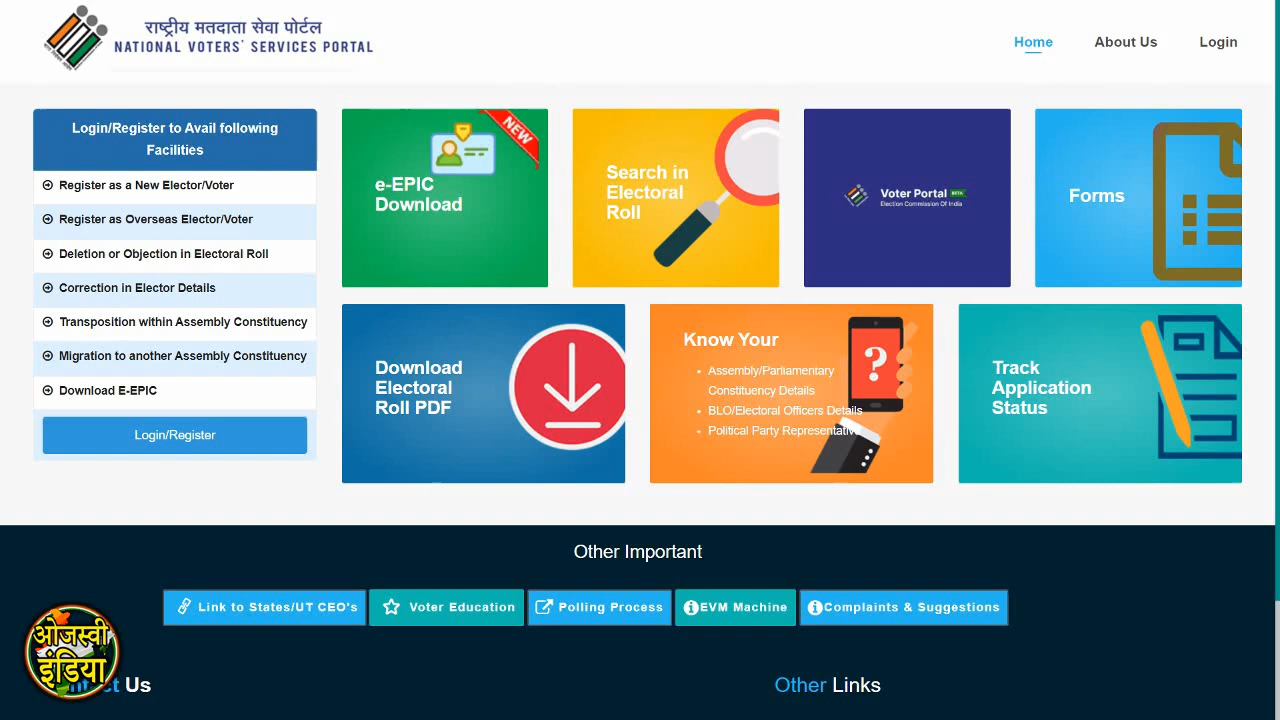 राष्ट्रीय मतदाता सेवा पोर्टल
NATIONAL VOTERS' SERVICES PORTAL
Home
About Us
Login
Login/Register to Avail following
Facilities
Register as a New Elector/Voter
Register as Overseas Elector/Voter
Deletion or Objection in Electoral Roll
Correction in Elector Details
Transposition within Assembly Constituency
Migration to another Assembly Constituency
Download E-EPIC
Login/Register
NEW
e-EPIC
Download
Search in
Electoral
Roll
Voter Portal BETA
Election Commission Of India
Forms
Download
Electoral
Roll PDF
Know Your
Assembly/Parliamentary
Constituency Details
BLO/Electoral Officers Details
Political Party Representative
?
Track
Application
Status
Other Important
Link to States/UT CEO's
Voter Education
Polling Process
EVM Machine
Complaints & Suggestions
ओजस्वी
इंडिया
Us
Other Links